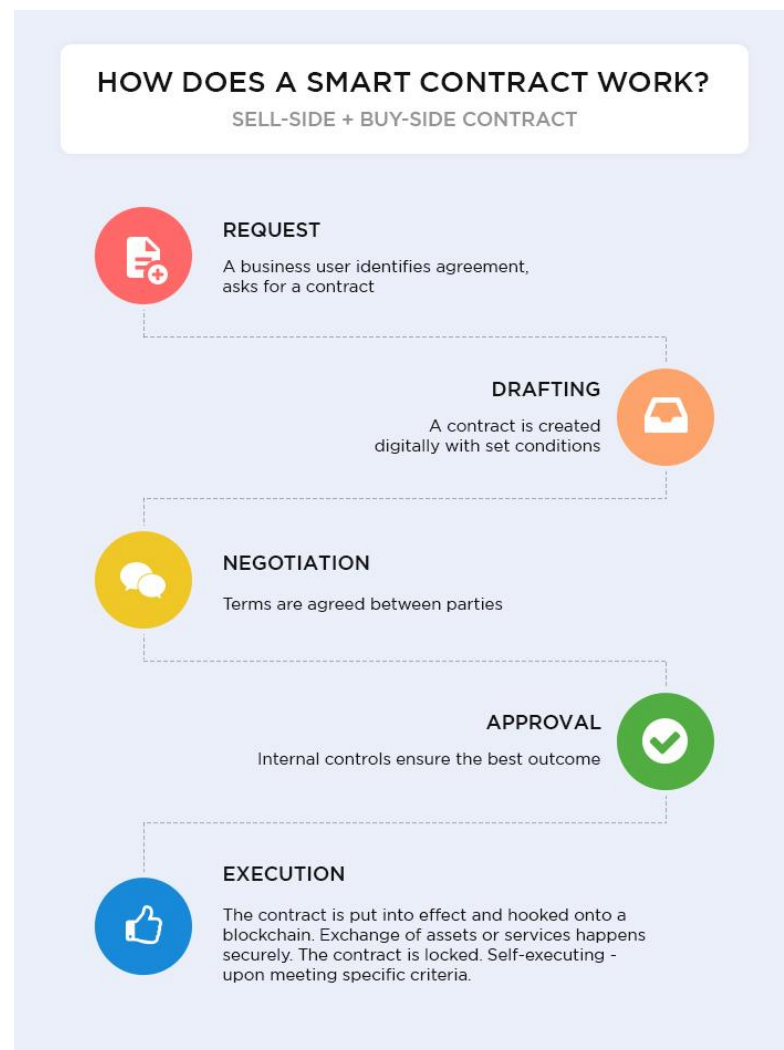 HOW DOES A SMART CONTRACT WORK?
SELL-SIDE + BUY-SIDE CONTRACT
REQUEST
A business user identifies agreement,
asks for a contract
DRAFTING
A contract is created
digitally with set conditions
NEGOTIATION
Terms are agreed between parties
APPROVAL
Internal controls ensure the best outcome
EXECUTION
The contract is put into effect and hooked onto a
blockchain. Exchange of assets or services happens
securely. The contract is locked. Self-executing -
upon meeting specific criteria.